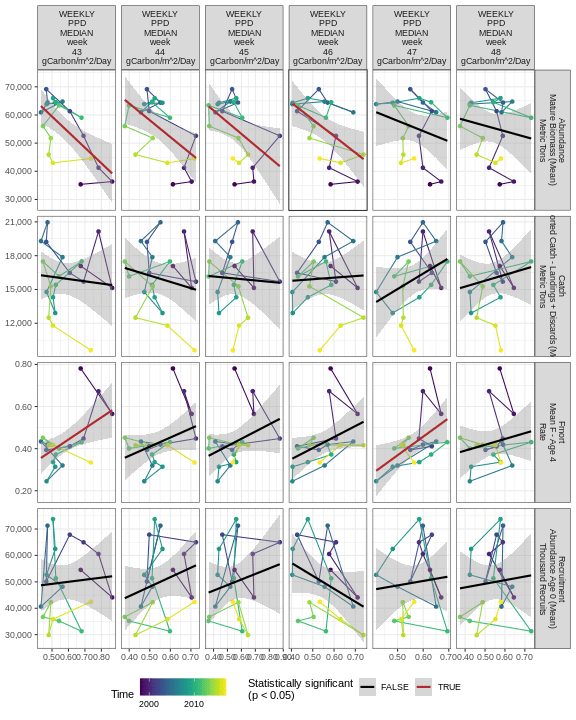 WEEKLY
PPD
MEDIAN
week
43
gCarbon/m^2/Day
WEEKLY
PPD
MEDIAN
week
44
gCarbon/m^2/Day
WEEKLY
PPD
MEDIAN
week
45
gCarbon/m^2/Day
WEEKLY
PPD
MEDIAN
week
46
gCarbon/m^2/Day
WEEKLY
PPD
MEDIAN
week
47
gCarbon/m^2/Day
WEEKLY
PPD
MEDIAN
week
44
gCarbon/m^2/Day
70,000
60,000
50,000
40,000
30,000
Abundance
Mature Biomass (Mean)
Metric Tons
21,000
18,000
15,000
12,000
Catch
orted Catch - Landings + Discards (M
Metric Tons
0.80
0.60
0.40
0.20
Fmort
Mean F - Age 4
Rate
70,000
60,000
50,000
40,000
30,000
Recruitment
Abundance Age 0 (Mean)
Thousand Recruits
0.50 0.60 0.70 0.80
0.40 0.50 0.60 0.70
0.40 0.50 0.60 0.70 0.80
0.40 0.50 0.60 0.70
0.50 0.60 0.70
0.40 0.50 0.60 0.70
Time
2000 2010
Statistically significant
(p < 0.05)
FALSE
TRUE